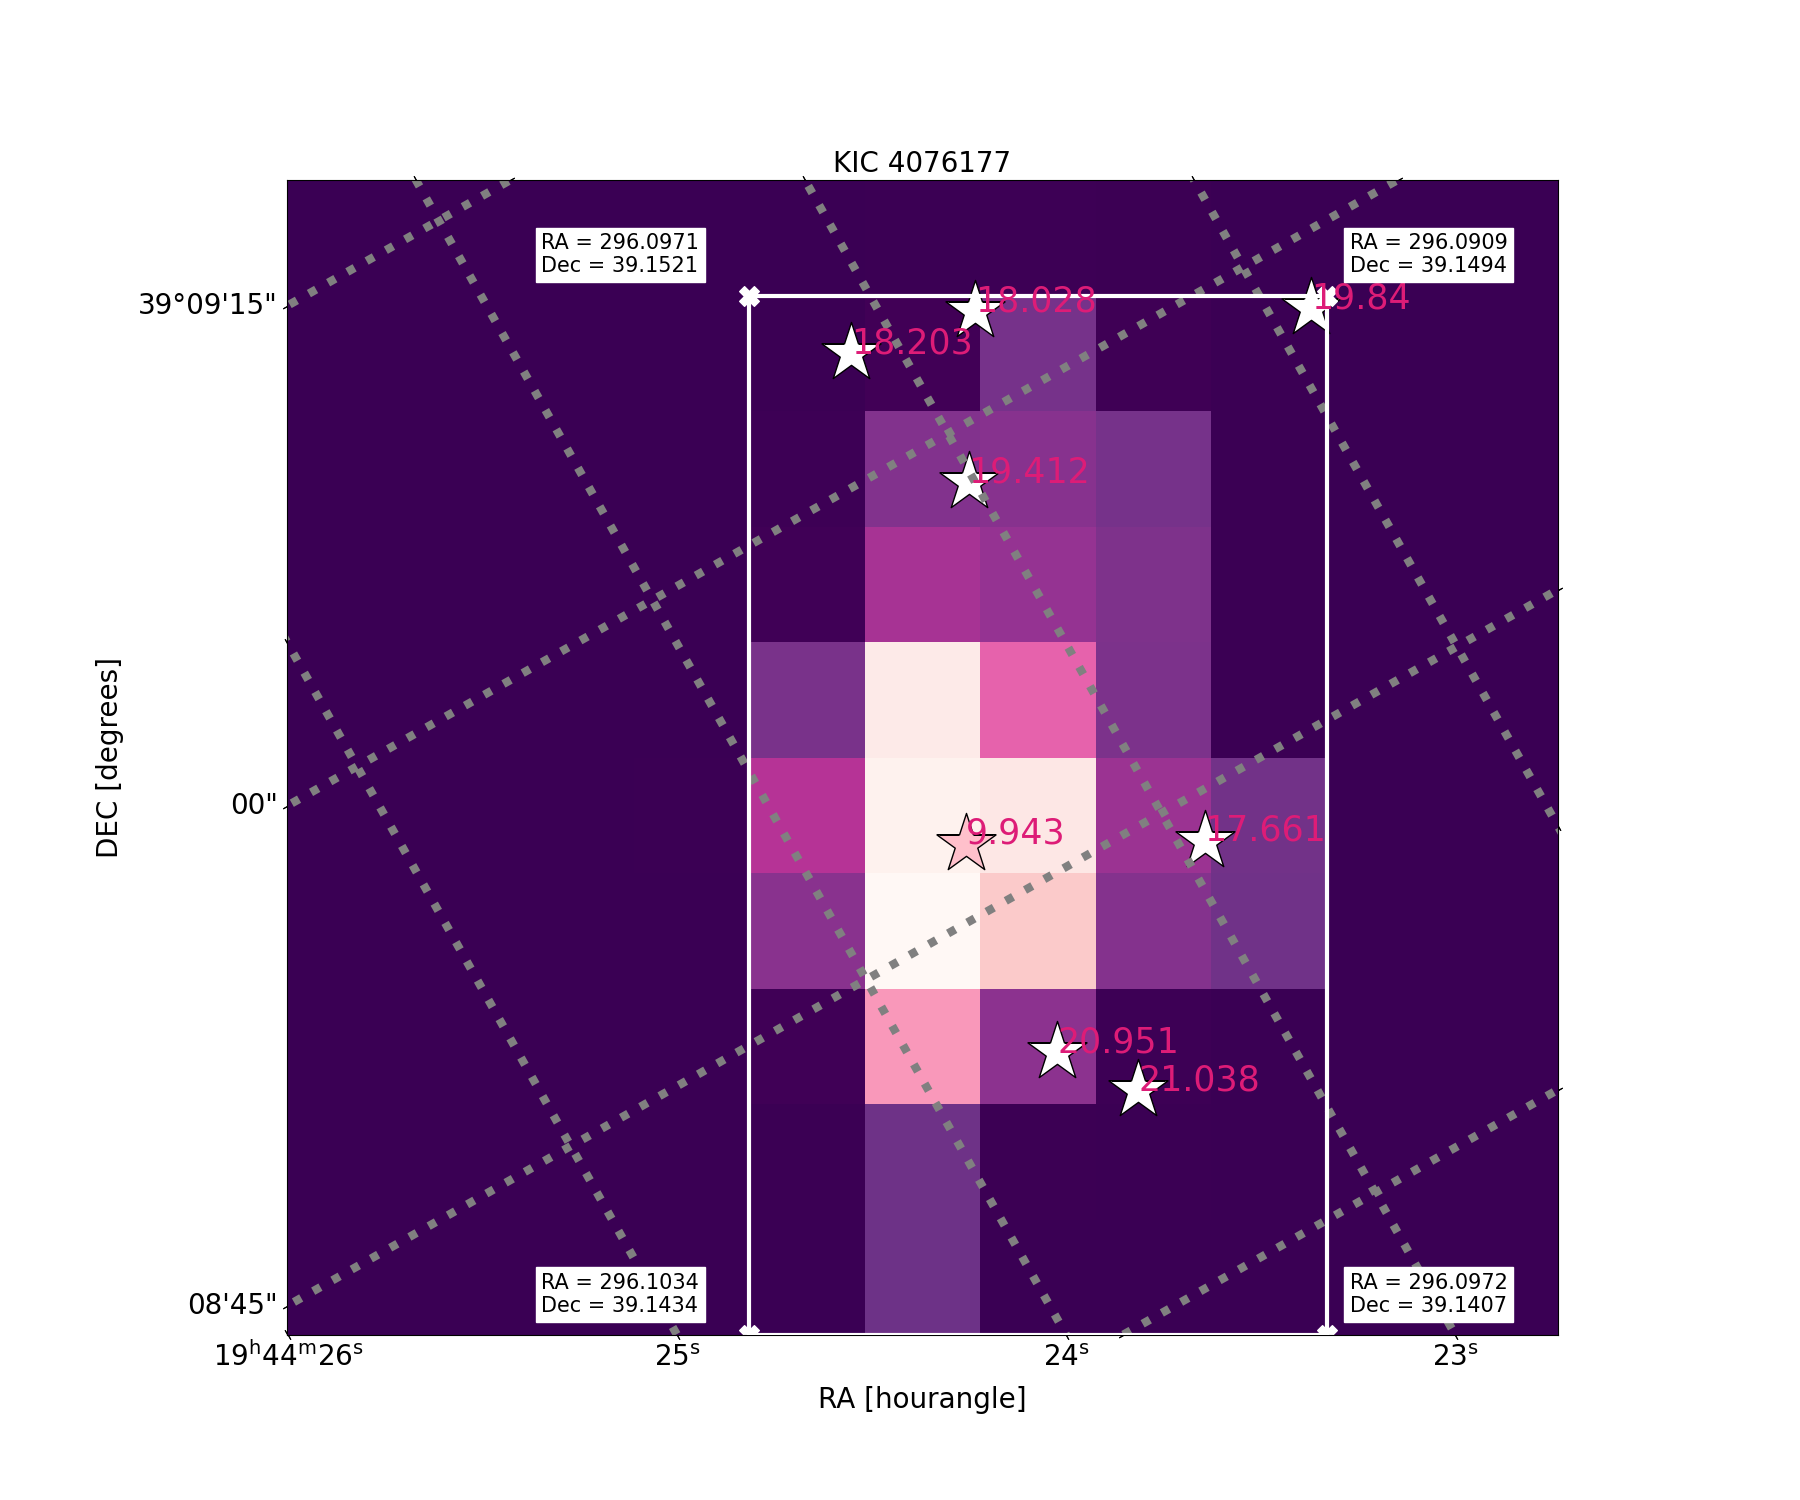 KIC 4076177
RA = 296.0971
Dec = 39.1521
RA = 296.0909
Dec = 39.1494
39°09'15"
18.028
19.84
18.203
19.412
DEC [degrees]
00"
9.943
17.661
20.951
21.038
RA = 296.1034
Dec = 39.1434
RA = 296.0972
Dec = 39.1407
08'45"
19ʰ44ᵐ26ˢ
25ˢ
24ˢ
23ˢ
RA [hourangle]